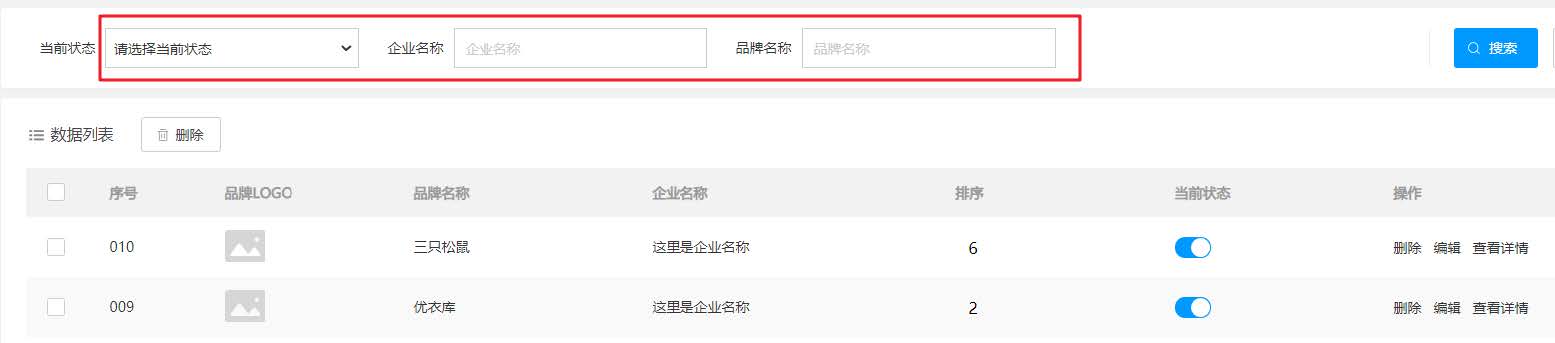 当前状态 请选择当前状态 企业名称 企业名称 品牌名称 品牌名称 搜索
数据列表 删除
序号 品牌LOGO 品牌名称 企业名称 排序 当前状态 操作
010 三只松鼠 这里是企业名称 6 删除 编辑 查看详情
009 优衣库 这里是企业名称 2 删除 编辑 查看详情